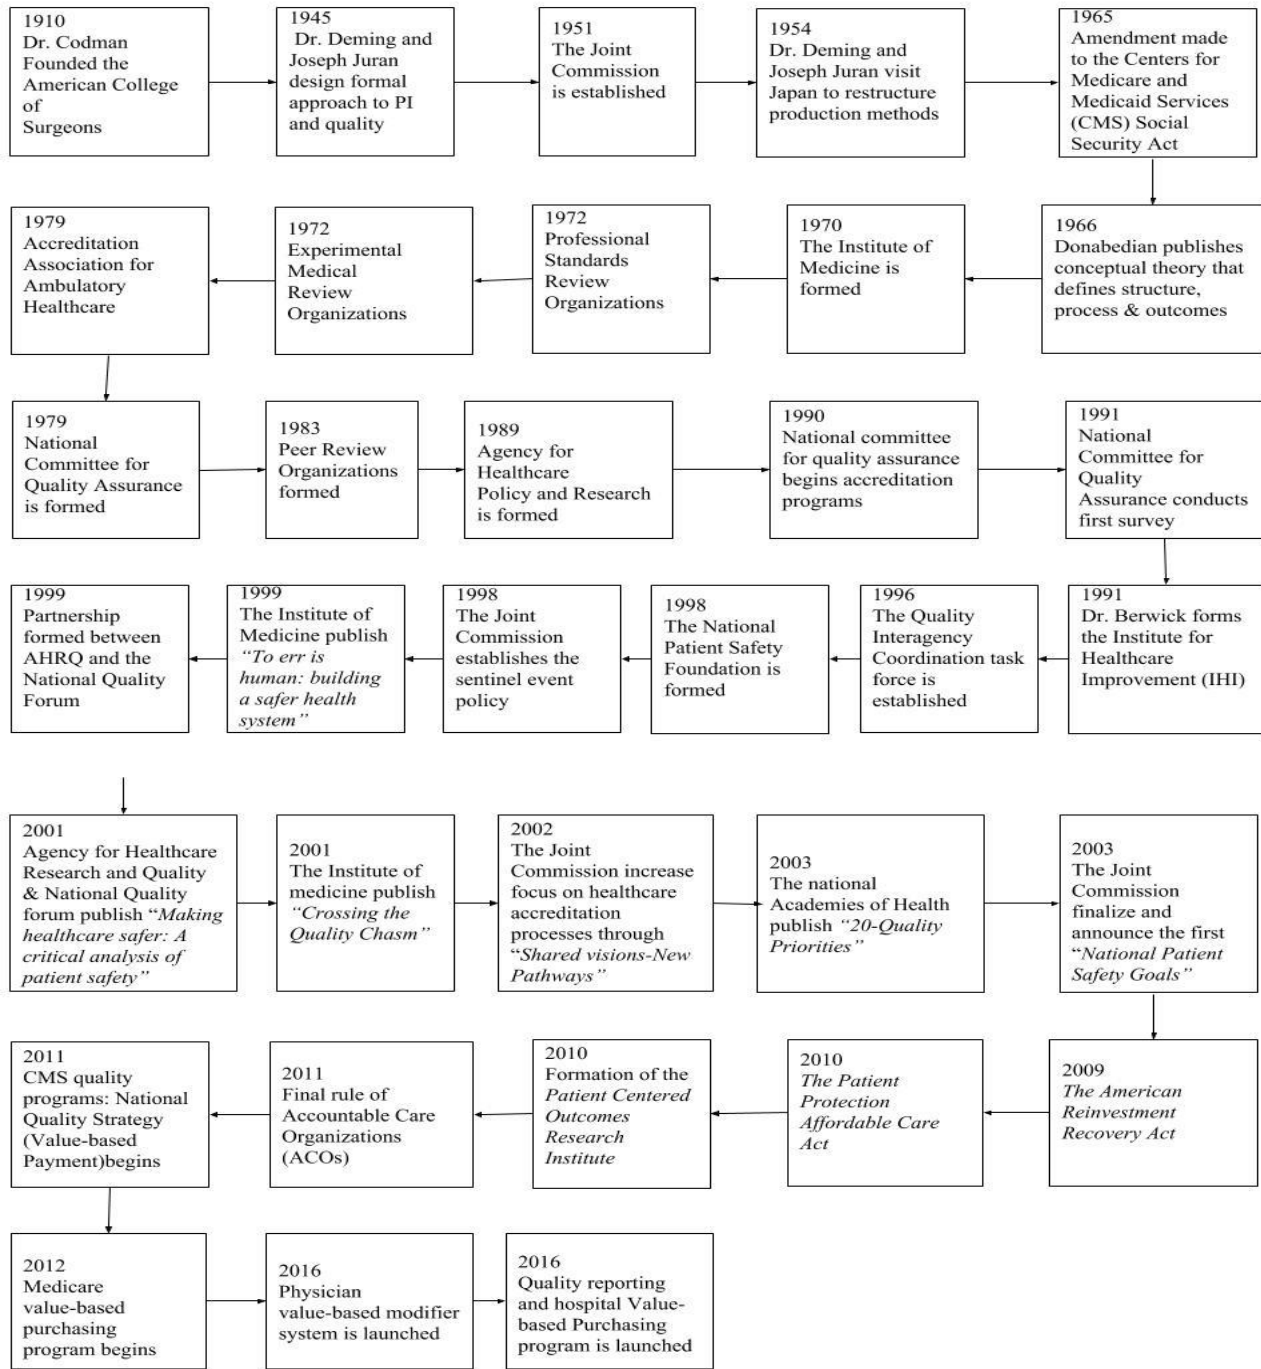 1910
Dr. Codman
Founded the
American College
of
Surgeons
1945
Dr. Deming and
Joseph Juran
design formal
approach to PI
and quality
1951
The Joint
Commission
is established
1954
Dr. Deming and
Joseph Juran visit
Japan to restructure
production methods
1965
Amendment made
to the Centers for
Medicare and
Medicaid Services
(CMS) Social
Security Act
1966
Donabedian publishes
conceptual theory that
defines structure,
process & outcomes
1970
The Institute of
Medicine is
formed
1972
Professional
Standards
Review
Organizations
1972
Experimental
Medical
Review
Organizations
1979
Accreditation
Association for
Ambulatory
Healthcare
1979
National
Committee for
Quality Assurance
is formed
1983
Peer Review
Organizations
formed
1989
Agency for
Healthcare
Policy and Research
is formed
1990
National committee
for quality assurance
begins accreditation
programs
1991
National
Committee for
Quality
Assurance conducts
first survey
1991
Dr. Berwick forms
the Institute for
Healthcare
Improvement (IHI)
1996
The Quality
Interagency
Coordination task
force is
established
1998
The National
Patient Safety
Foundation is
formed
1998
The Joint
Commission
establishes the
sentinel event
policy
1999
The Institute of
Medicine publish
“To err is
human: building
a safer health
system”
1999
Partnership
formed between
AHRQ and the
National Quality
Forum
2001
Agency for Healthcare
Research and Quality
& National Quality
forum publish “Making
healthcare safer: A
critical analysis of
patient safety”
2001
The Institute of
medicine publish
“Crossing the
Quality Chasm”
2002
The Joint
Commission increase
focus on healthcare
accreditation
processes through
“Shared visions-New
Pathways”
2003
The national
Academies of Health
publish “20-Quality
Priorities”
2003
The Joint
Commission
finalize and
announce the first
“National Patient
Safety Goals”
2009
The American
Reinvestment
Recovery Act
2010
The Patient
Protection
Affordable Care
Act
2010
Formation of the
Patient Centered
Outcomes
Research
Institute
2011
Final rule of
Accountable Care
Organizations
(ACOs)
2011
CMS quality
programs: National
Quality Strategy
(Value-based
Payment)begins
2012
Medicare
value-based
purchasing
program begins
2016
Physician
value-based modifier
system is launched
2016
Quality reporting
and hospital Value-
based Purchasing
program is launched